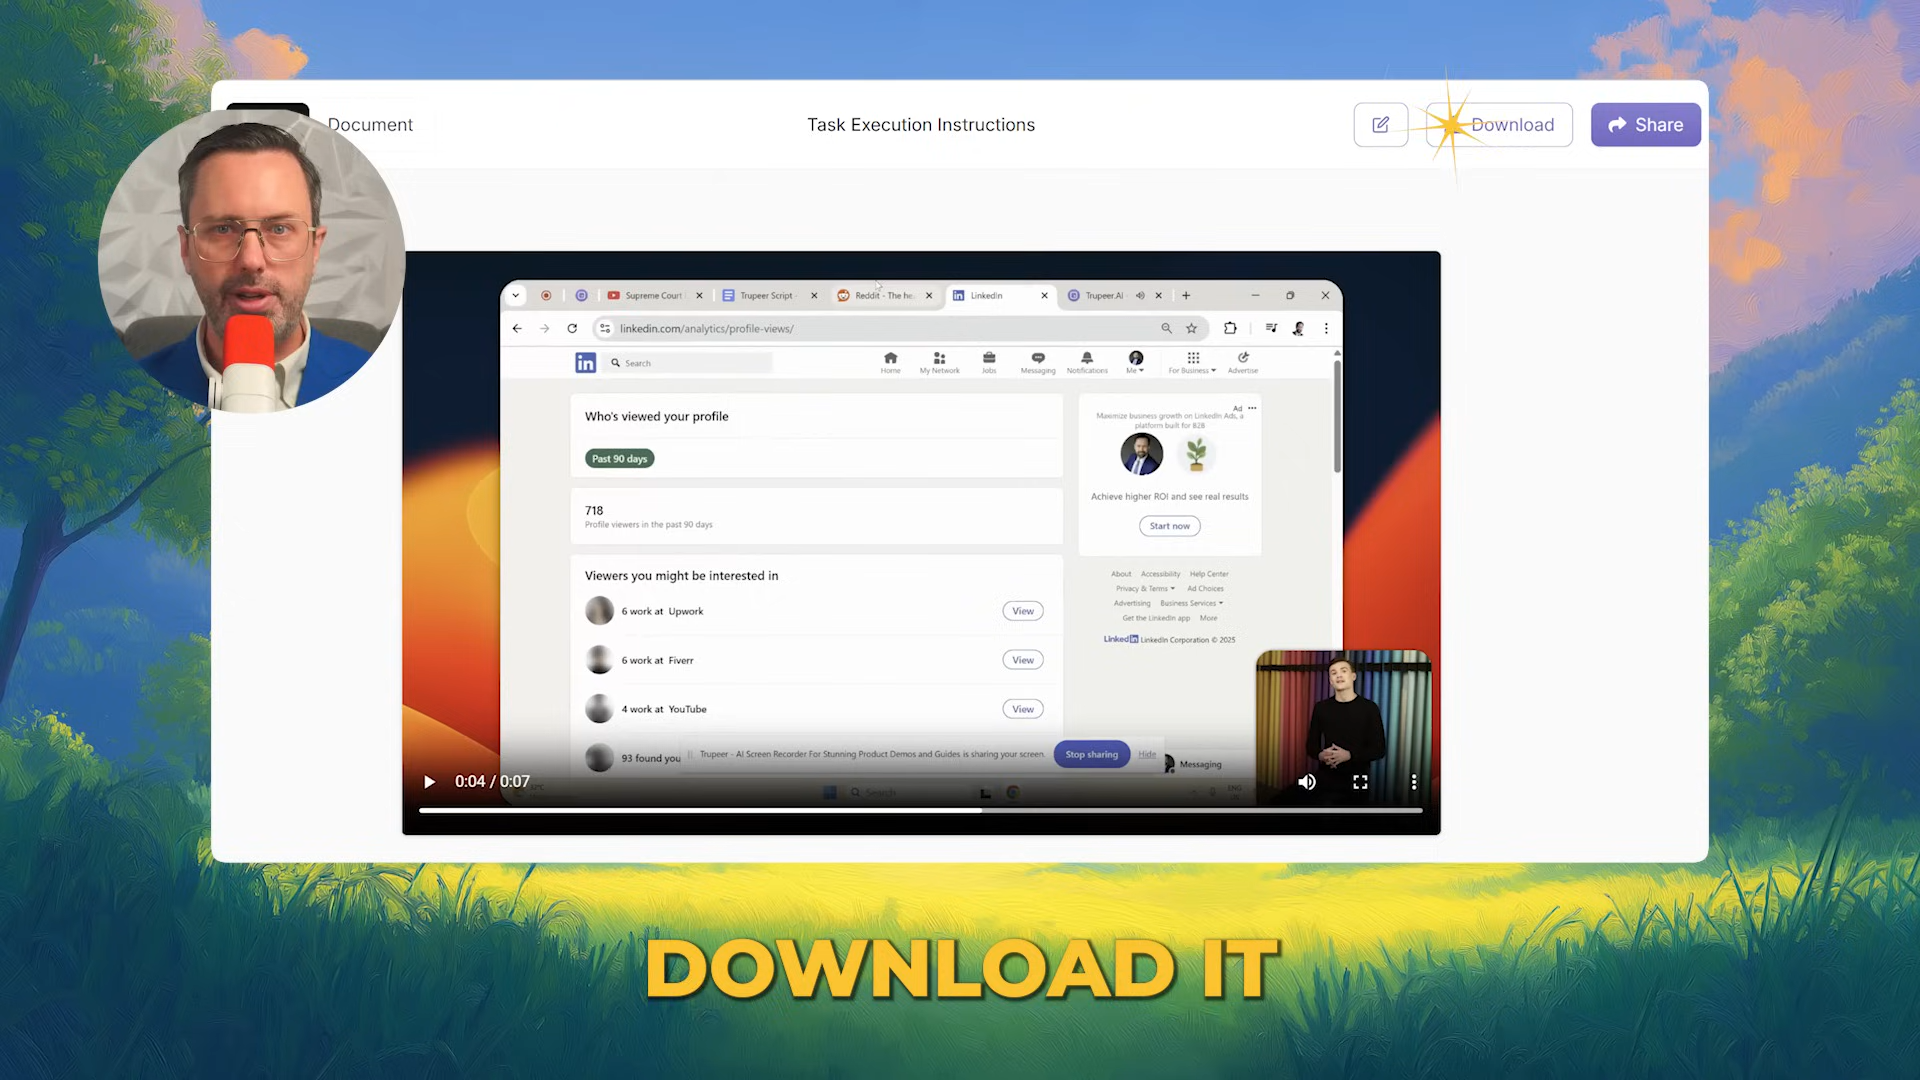 Document
Task Execution Instructions
Download
Share
Supreme Court
Trupeer Script
Reddit - The he
LinkedIn
Trupeer.AI
linkedin.com/analytics/profile-views/
in
Search
Home
My Network
Jobs
Messaging
Notifications
Me
For Business
Advertise
Who's viewed your profile
Past 90 days
718
Profile viewers in the past 90 days
Viewers you might be interested in
6 work at Upwork
View
6 work at Fiverr
View
4 work at YouTube
View
93 found you
Ad
Maximize business growth on LinkedIn Ads, a
platform built for B2B
Achieve higher ROI and see real results
Start now
About Accessibility Help Center
Privacy & Terms Ad Choices
Advertising Business Services
Get the LinkedIn app More
LinkedIn LinkedIn Corporation © 2025
Trupeer - AI Screen Recorder For Stunning Product Demos and Guides is sharing your screen.
Stop sharing
Hide
Messaging
0:04 / 0:07
Search
ENG
DOWNLOAD IT